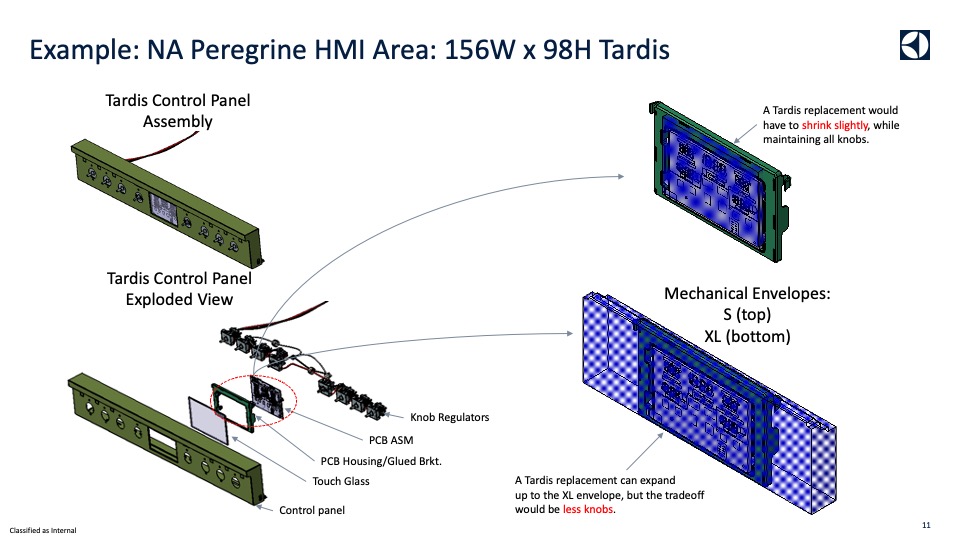 Example: NA Peregrine HMI Area: 156W x 98H Tardis
Tardis Control Panel
Assembly
A Tardis replacement would
have to shrink slightly, while
maintaining all knobs.
Tardis Control Panel
Exploded View
Mechanical Envelopes:
S (top)
XL (bottom)
Knob Regulators
PCB ASM
PCB Housing/Glued Brkt.
Touch Glass
Control panel
A Tardis replacement can expand
up to the XL envelope, but the tradeoff
would be less knobs.
Classified as Internal
11